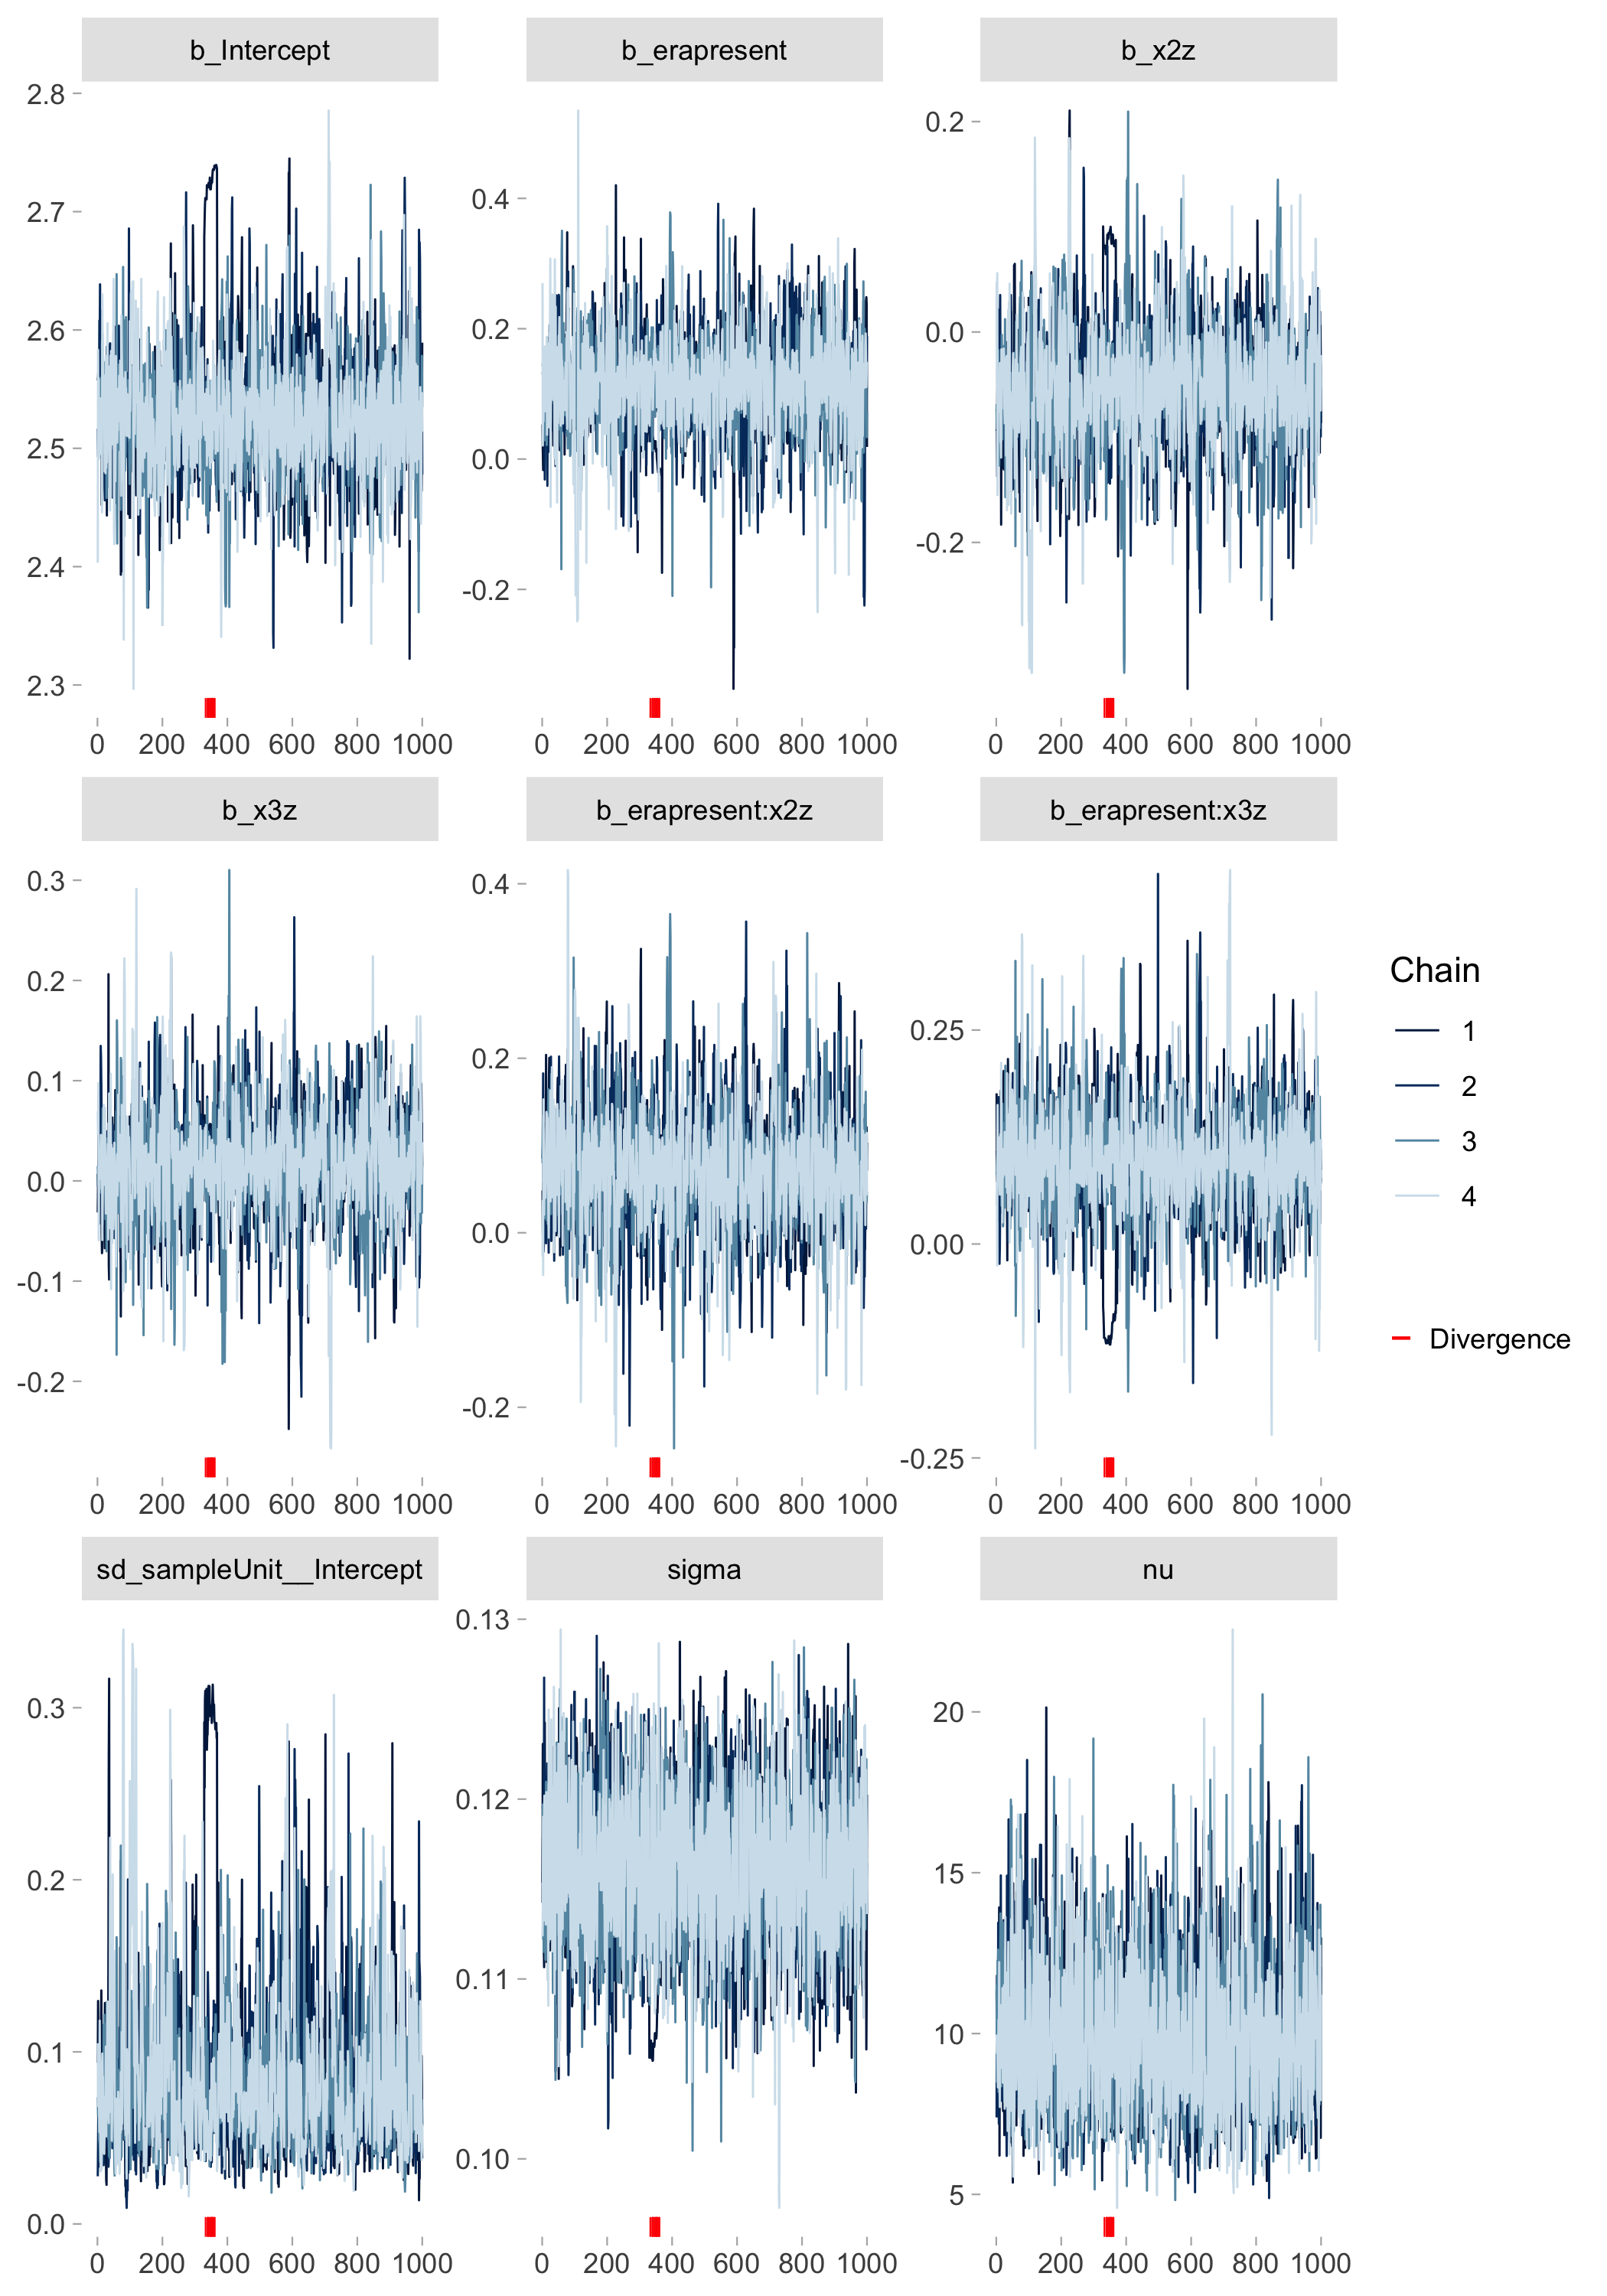 b_Intercept
b_erapresent
b_x2z
2.8
2.7
2.6
2.5
2.4
2.3
0.4
0.2
0.0
-0.2
0.2
0.0
-0.2
0 200 400 600 800 1000
0 200 400 600 800 1000
0 200 400 600 800 1000
b_x3z
b_erapresent:x2z
b_erapresent:x3z
0.3
0.2
0.1
0.0
-0.1
-0.2
0.4
0.2
0.0
-0.2
0.25
0.00
-0.25
0 200 400 600 800 1000
0 200 400 600 800 1000
0 200 400 600 800 1000
sd_sampleUnit__Intercept
sigma
nu
0.3
0.2
0.1
0.0
0.13
0.12
0.11
0.10
20
15
10
5
0 200 400 600 800 1000
0 200 400 600 800 1000
0 200 400 600 800 1000
Chain
1
2
3
4
Divergence